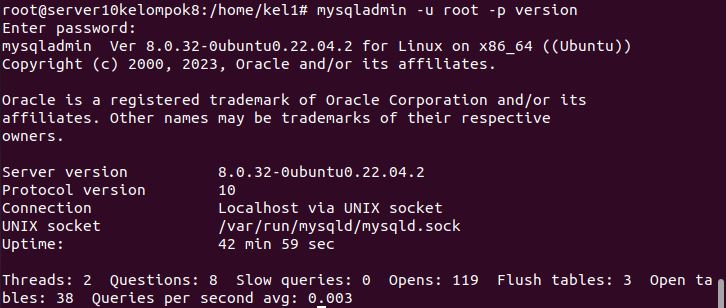 root@server10kelompok8:/home/kel1# mysqladmin -u root -p version
Enter password:
mysqladmin  Ver 8.0.32-0ubuntu0.22.04.2 for Linux on x86_64 ((Ubuntu))
Copyright (c) 2000, 2023, Oracle and/or its affiliates.

Oracle is a registered trademark of Oracle Corporation and/or its
affiliates. Other names may be trademarks of their respective
owners.

Server version          8.0.32-0ubuntu0.22.04.2
Protocol version        10
Connection              Localhost via UNIX socket
UNIX socket             /var/run/mysqld/mysqld.sock
Uptime:                 42 min 59 sec

Threads: 2  Questions: 8  Slow queries: 0  Opens: 119  Flush tables: 3  Open ta
bles: 38  Queries per second avg: 0.003